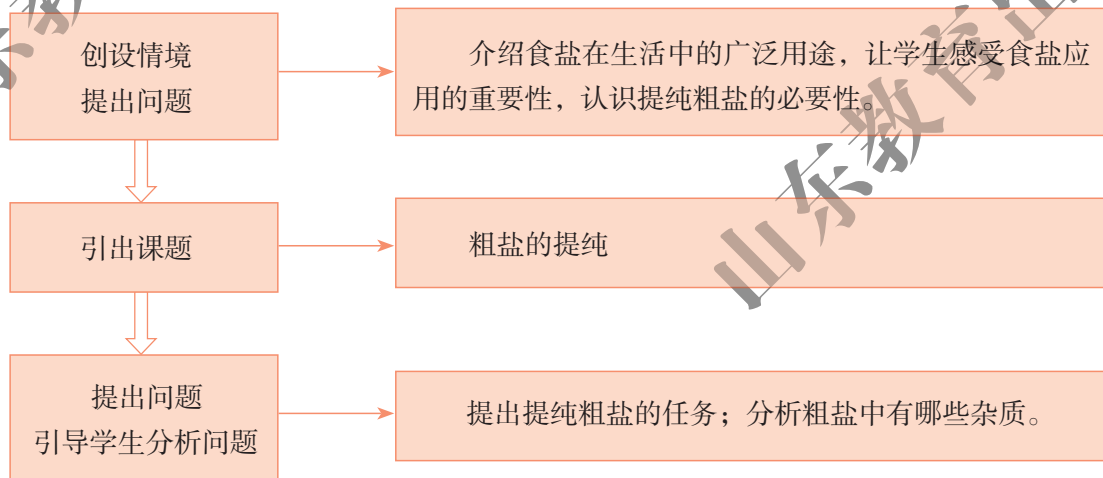 创设情境
提出问题
介绍食盐在生活中的广泛用途，让学生感受食盐应
用的重要性，认识提纯粗盐的必要性。
引出课题
粗盐的提纯
提出问题
引导学生分析问题
提出提纯粗盐的任务；分析粗盐中有哪些杂质。
山东教育